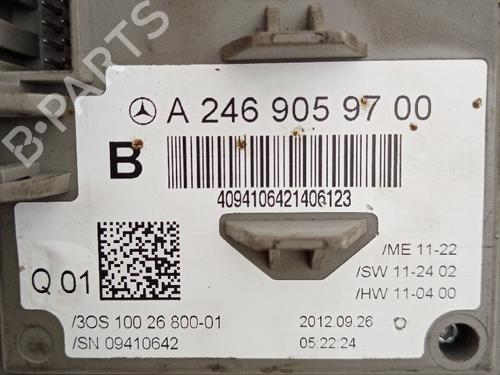 B-PARTS
A 246 905 97 00
B
4094106421406123
Q 01
/ME 11-22
/SW 11-24 02
/HW 11-04 00
/3OS 100 26 800-01
2012.09.26
/SN 09410642
05:22:24